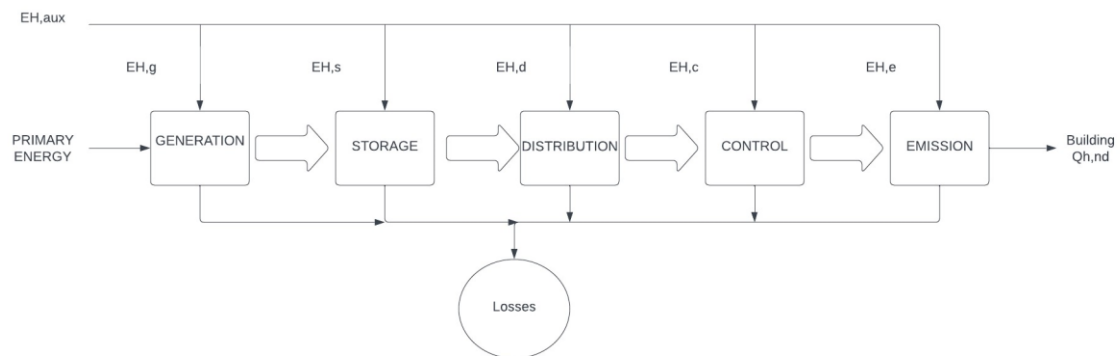 EH,aux
EH,g
EH,s
EH,d
EH,c
EH,e
PRIMARY
ENERGY
GENERATION
STORAGE
DISTRIBUTION
CONTROL
EMISSION
Building
Qh,nd
Losses